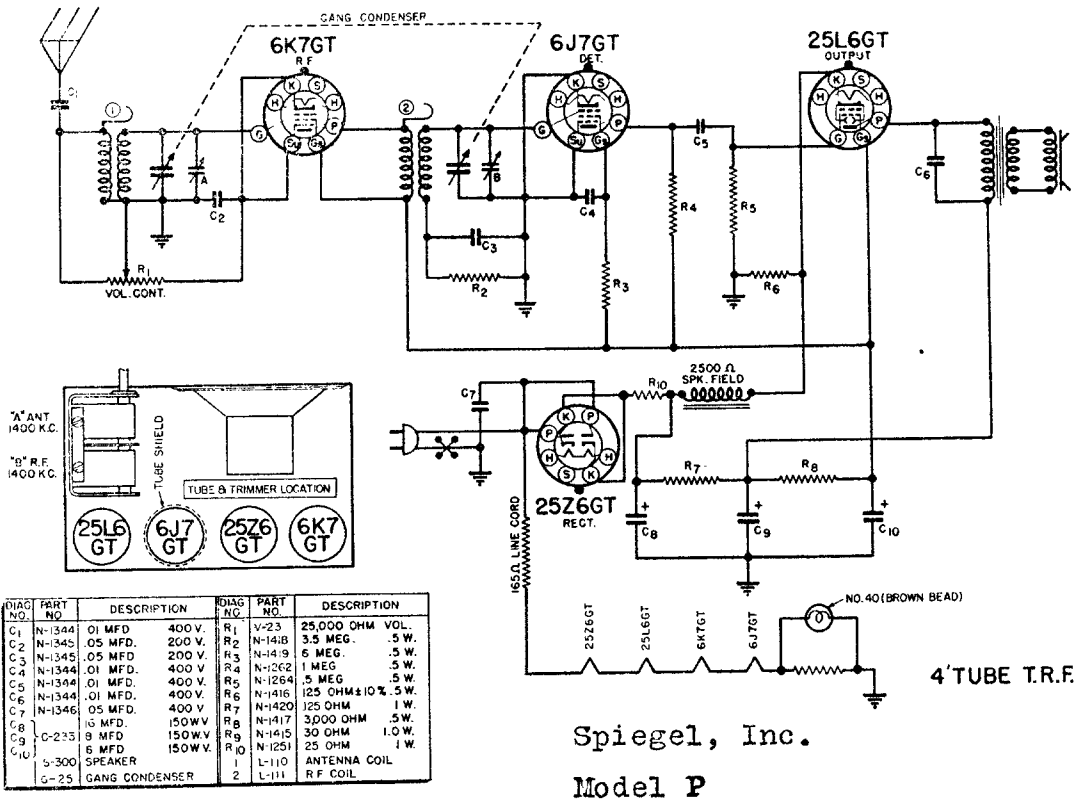 GANG CONDENSER
6K7GT
R.F
6J7GT
DET.
25L6GT
OUTPUT
K S H H P G Su Gs
K S H H P G Su Gs
K S H H P G Gs
C1
1
A
C2
R1
VOL. CONT.
2
B
C3
R2
C4
R3
R4
C5
R5
R6
C6
2500 Ω
SPK. FIELD
R10
C7
K P P H H S K
25Z6GT
RECT.
R7
R8
C8
C9
C10
165Ω LINE CORD
25Z6GT
25L6GT
6K7GT
6J7GT
NO. 40 (BROWN BEAD)
4 TUBE T.R.F.
"A" ANT
1400 K.C.
"B" R.F.
1400 K.C.
TUBE SHIELD
TUBE & TRIMMER LOCATION
25L6 GT
6J7 GT
25Z6 GT
6K7 GT
DIAG NO. PART NO DESCRIPTION DIAG NO. PART NO. DESCRIPTION
C1 N-1344 .01 MFD 400 V. R1 V-23 25,000 OHM VOL.
C2 N-1345 .05 MFD. 200 V. R2 N-1418 3.5 MEG. .5 W.
C3 N-1345 .05 MFD. 200 V R3 N-1419 6 MEG. .5 W.
C4 N-1344 .01 MFD. 400 V. R4 N-1262 1 MEG .5 W.
C5 N-1344 .01 MFD. 400 V. R5 N-1264 .5 MEG .5 W.
C6 N-1344 .01 MFD. 400 V. R6 N-1416 125 OHM±10% .5 W.
C7 N-1346 .05 MFD. 400 V R7 N-1420 125 OHM 1 W.
C8 16 MFD. 150 W.V R8 N-1417 3,000 OHM .5 W.
C9 C-233 8 MFD 150 W.V R9 N-1415 30 OHM 1.0 W.
C10 6 MFD 150 W.V. R10 N-1251 25 OHM 1 W.
S-300 SPEAKER 1 L-110 ANTENNA COIL
G-25 GANG CONDENSER 2 L-111 R F COIL
Spiegel, Inc.
Model P